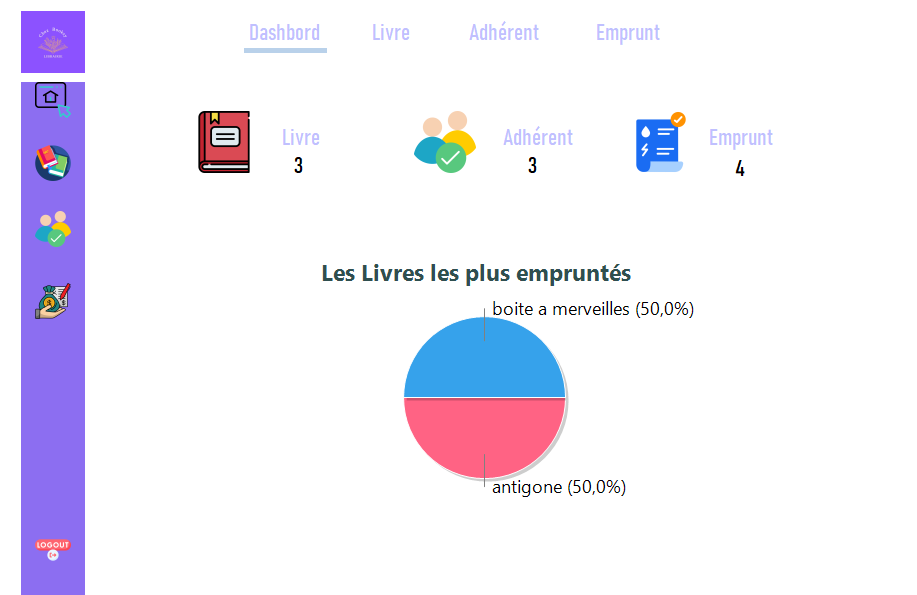 Dashbord Livre Adhérent Emprunt
Livre
3
Adhérent
3
Emprunt
4
Les Livres les plus empruntés
boite a merveilles (50,0%)
antigone (50,0%)
LOGOUT